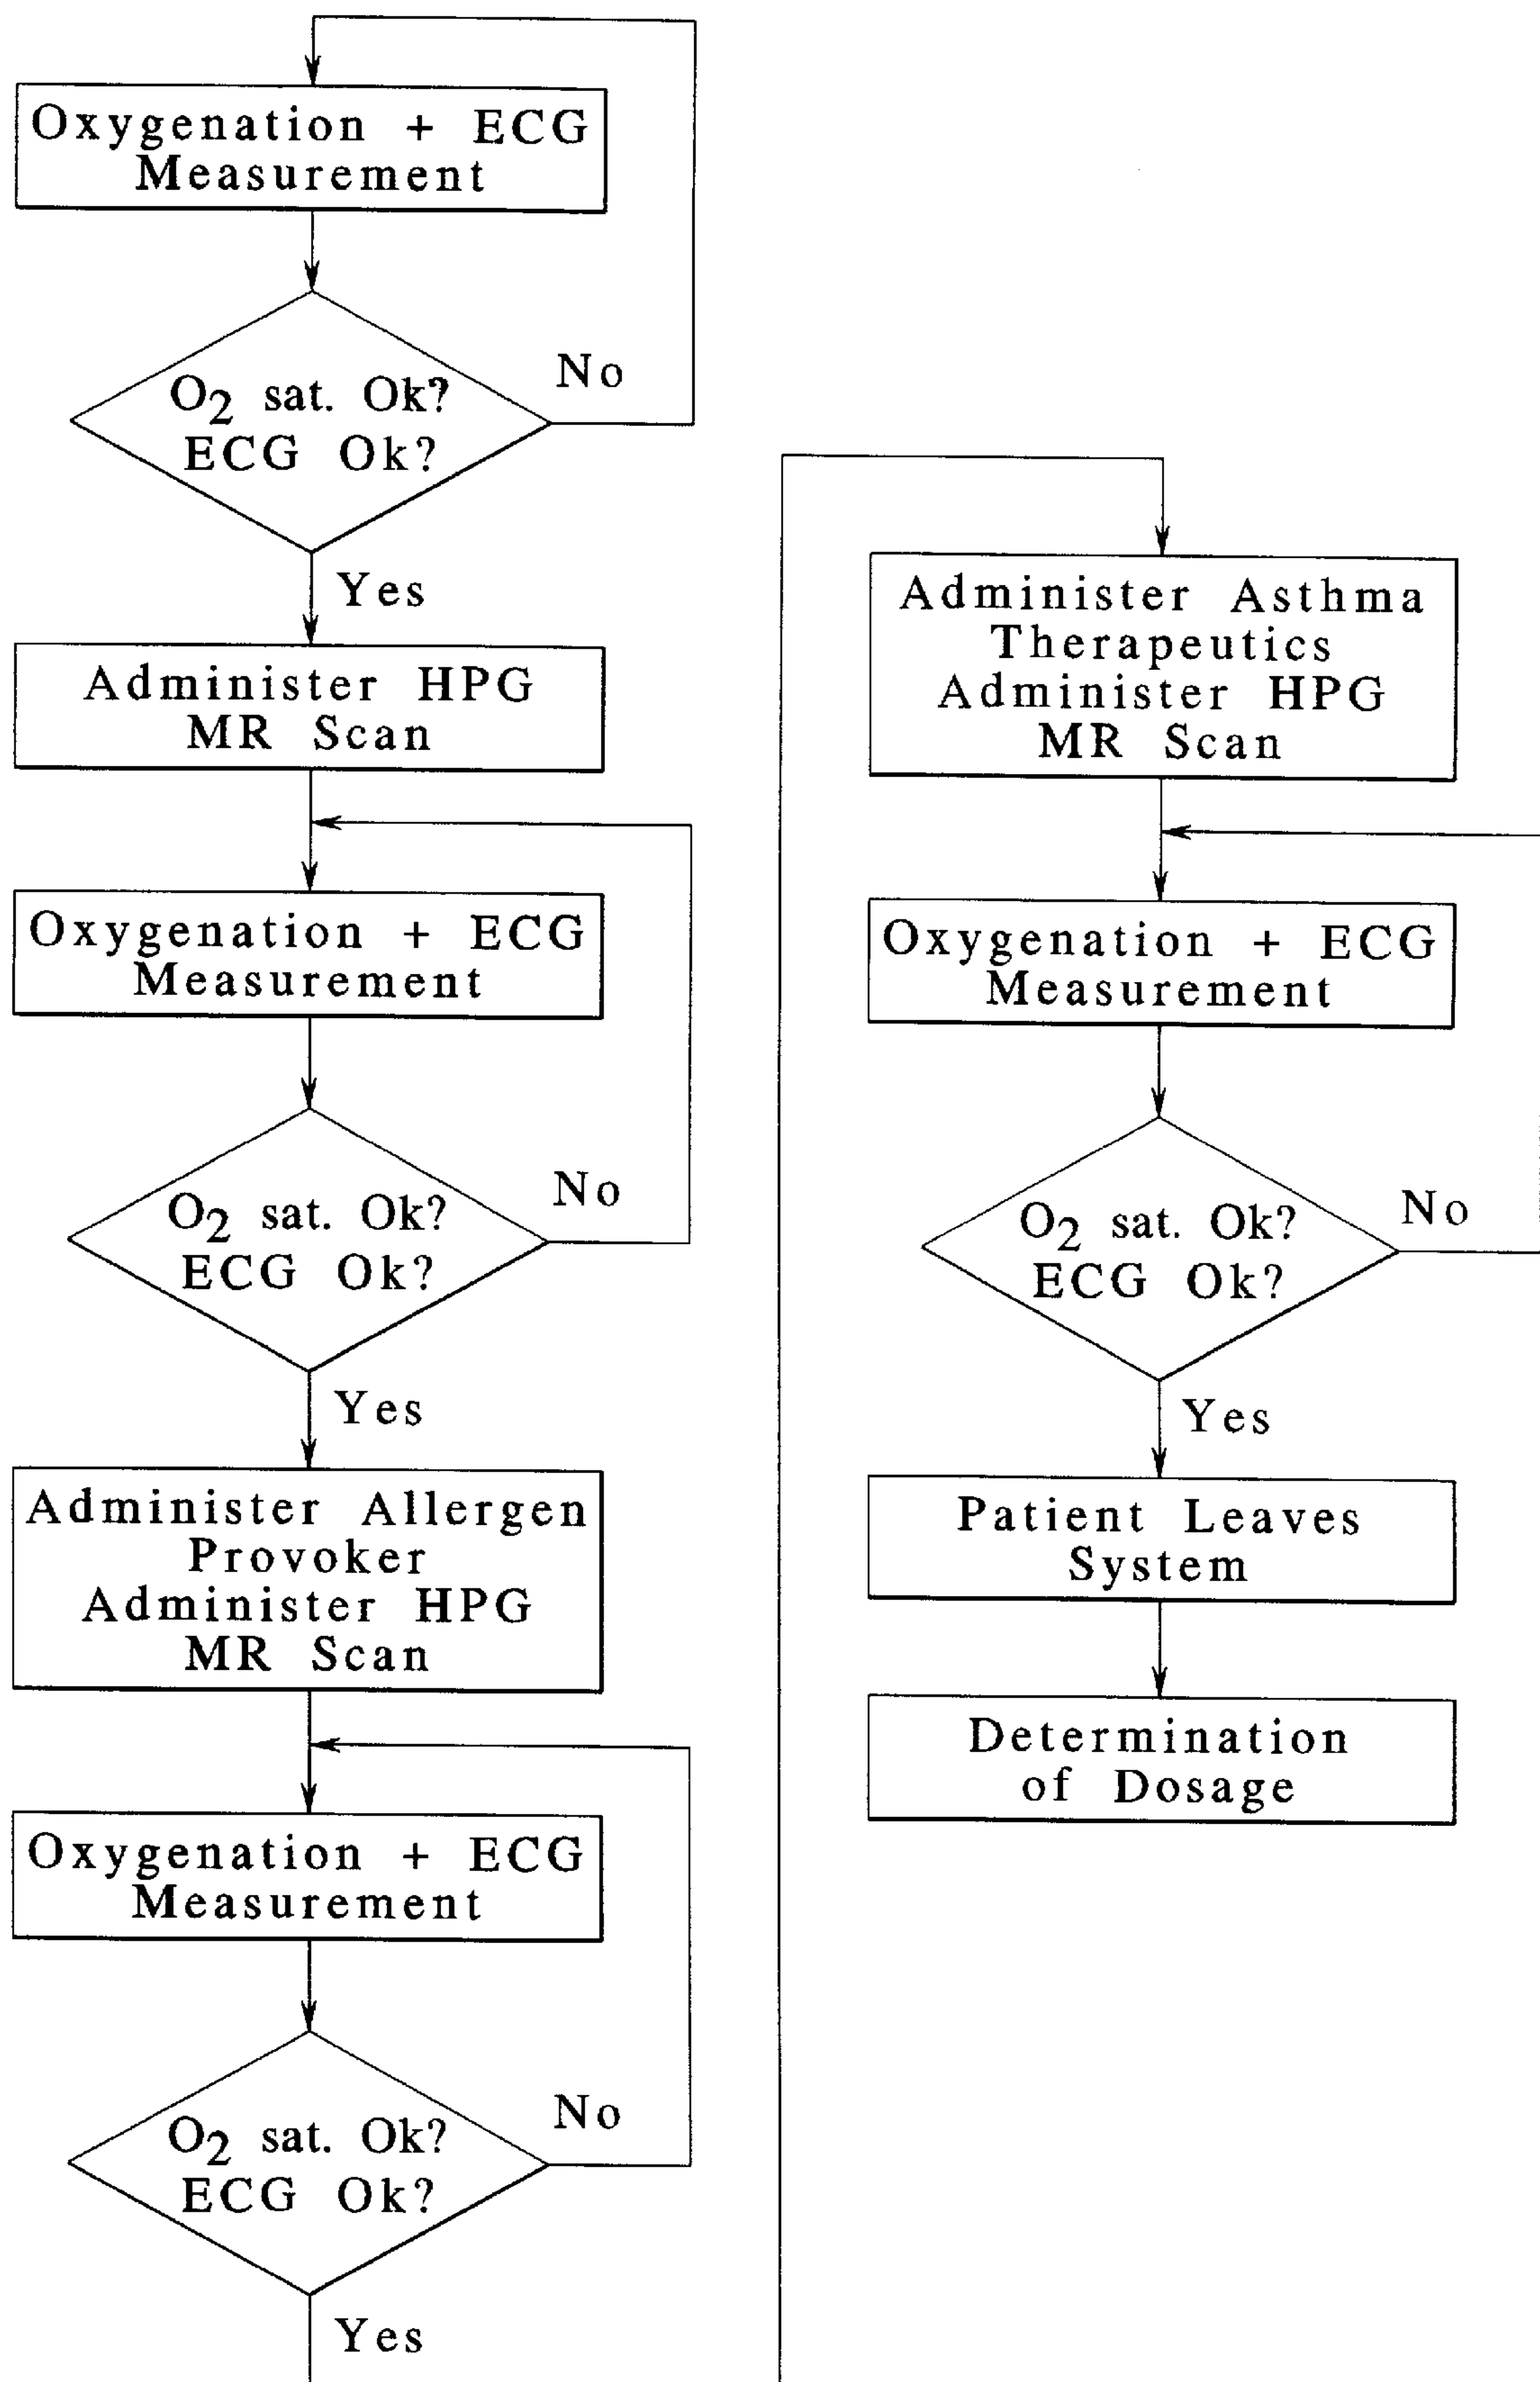 Oxygenation + ECG
Measurement
O2 sat. Ok?
ECG Ok?
No
Yes
Administer HPG
MR Scan
Oxygenation + ECG
Measurement
O2 sat. Ok?
ECG Ok?
No
Yes
Administer Allergen
Provoker
Administer HPG
MR Scan
Oxygenation + ECG
Measurement
O2 sat. Ok?
ECG Ok?
No
Yes
Administer Asthma
Therapeutics
Administer HPG
MR Scan
Oxygenation + ECG
Measurement
O2 sat. Ok?
ECG Ok?
No
Yes
Patient Leaves
System
Determination
of Dosage